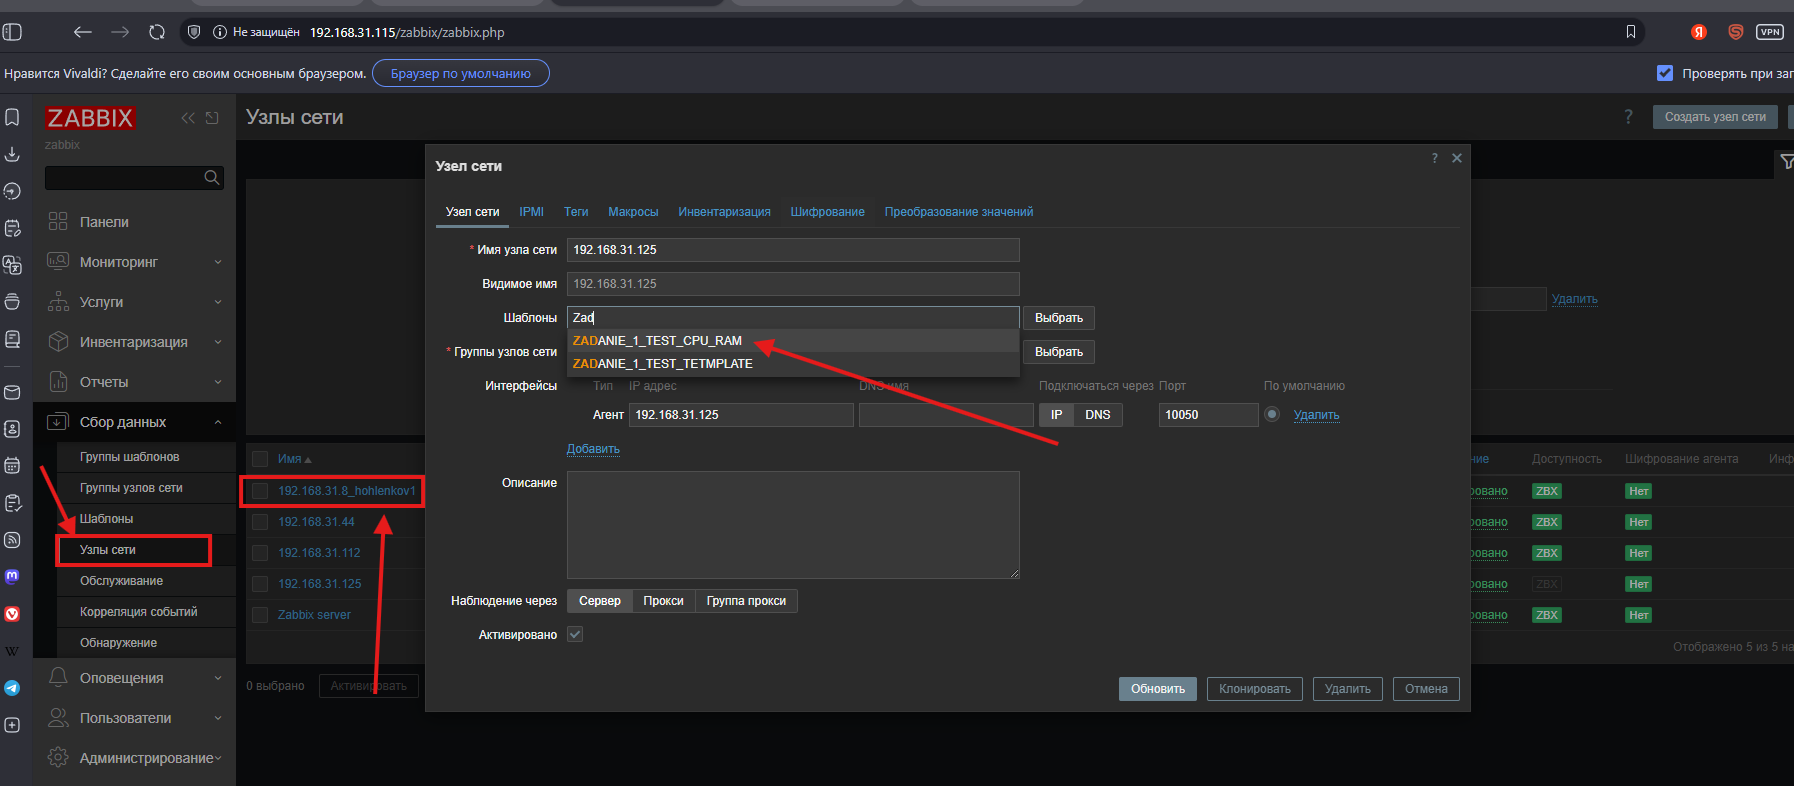 Не защищён 192.168.31.115/zabbix/zabbix.php
VPN
Нравится Vivaldi? Сделайте его своим основным браузером. Браузер по умолчанию
Проверять при зап
ZABBIX
zabbix
Панели
Мониторинг
Услуги
Инвентаризация
Отчеты
Сбор данных
Группы шаблонов
Группы узлов сети
Шаблоны
Узлы сети
Обслуживание
Корреляция событий
Обнаружение
Оповещения
Пользователи
Администрирование
Узлы сети
? Создать узел сети
Удалить
Имя
192.168.31.8_hohlenkov1
192.168.31.44
192.168.31.112
192.168.31.125
Zabbix server
0 выбрано Активировать
Узел сети
?
Узел сети IPMI Теги Макросы Инвентаризация Шифрование Преобразование значений
* Имя узла сети 192.168.31.125
Видимое имя 192.168.31.125
Шаблоны Zad Выбрать
ZADANIE_1_TEST_CPU_RAM
* Группы узлов сети Выбрать
ZADANIE_1_TEST_TETMPLATE
Интерфейсы Тип IP адрес DNS имя Подключаться через Порт По умолчанию
Агент 192.168.31.125 IP DNS 10050 Удалить
Добавить
Описание
Наблюдение через Сервер Прокси Группа прокси
Активировано
Обновить Клонировать Удалить Отмена
ние Доступность Шифрование агента Инф
ровано ZBX Нет
ровано ZBX Нет
ровано ZBX Нет
ровано ZBX Нет
ровано ZBX Нет
Отображено 5 из 5 на